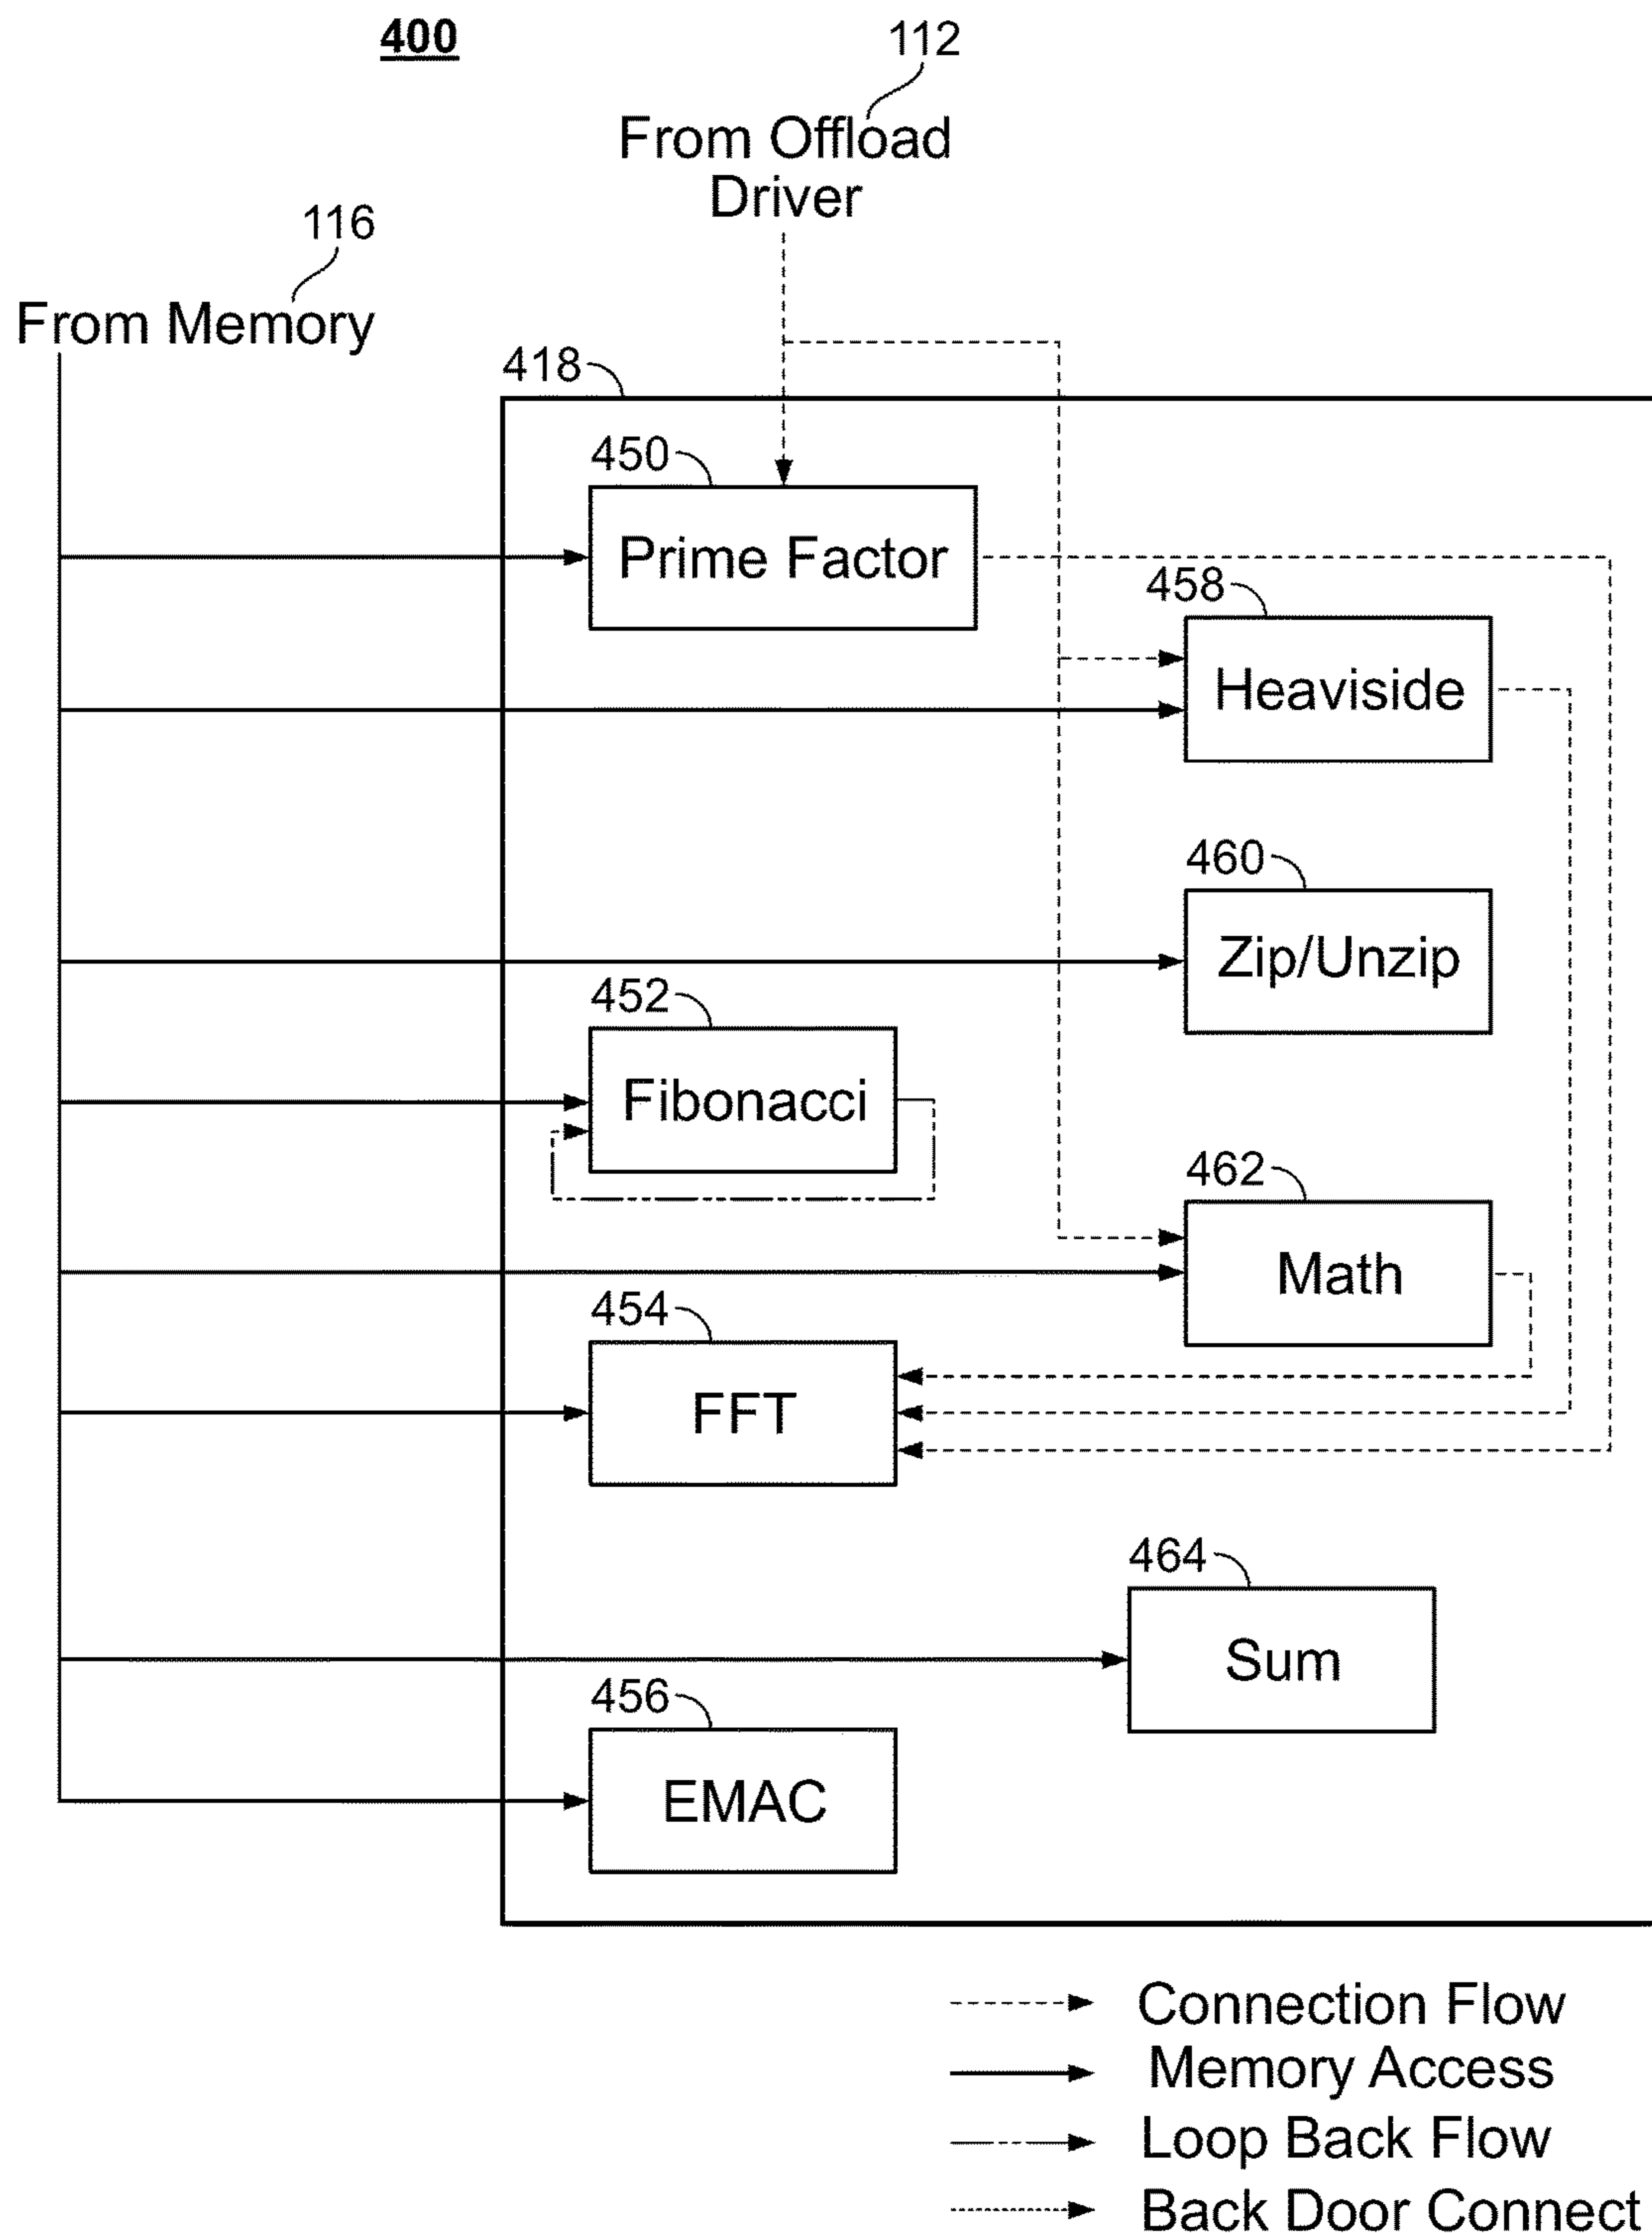 400
112
From Offload
Driver
116
From Memory
418
450
Prime Factor
458
Heaviside
460
Zip/Unzip
452
Fibonacci
462
Math
454
FFT
464
Sum
456
EMAC
Connection Flow
Memory Access
Loop Back Flow
Back Door Connect